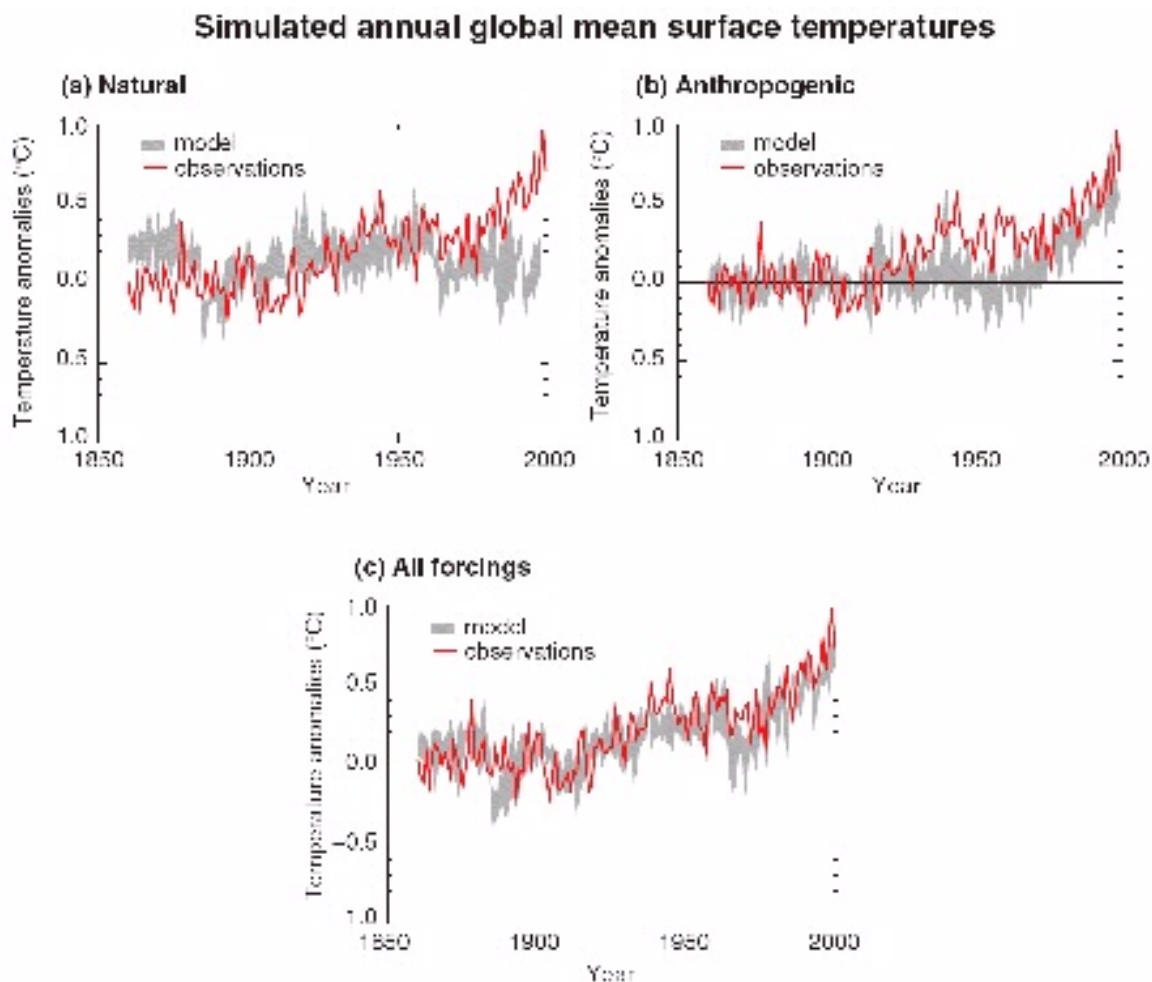 Simulated annual global mean surface temperatures
(a) Natural
Temperature anomalies (°C)
1.0
0.5
0.0
0.5
1.0
model
observations
1850
1900
1950
2000
Year
(b) Anthropogenic
Temperature anomalies (°C)
1.0
0.5
0.0
0.5
1.0
model
observations
1850
1900
1950
2000
Year
(c) All forcings
Temperature anomalies (°C)
1.0
0.5
0.0
−0.5
1.0
model
observations
1850
1900
1950
2000
Year